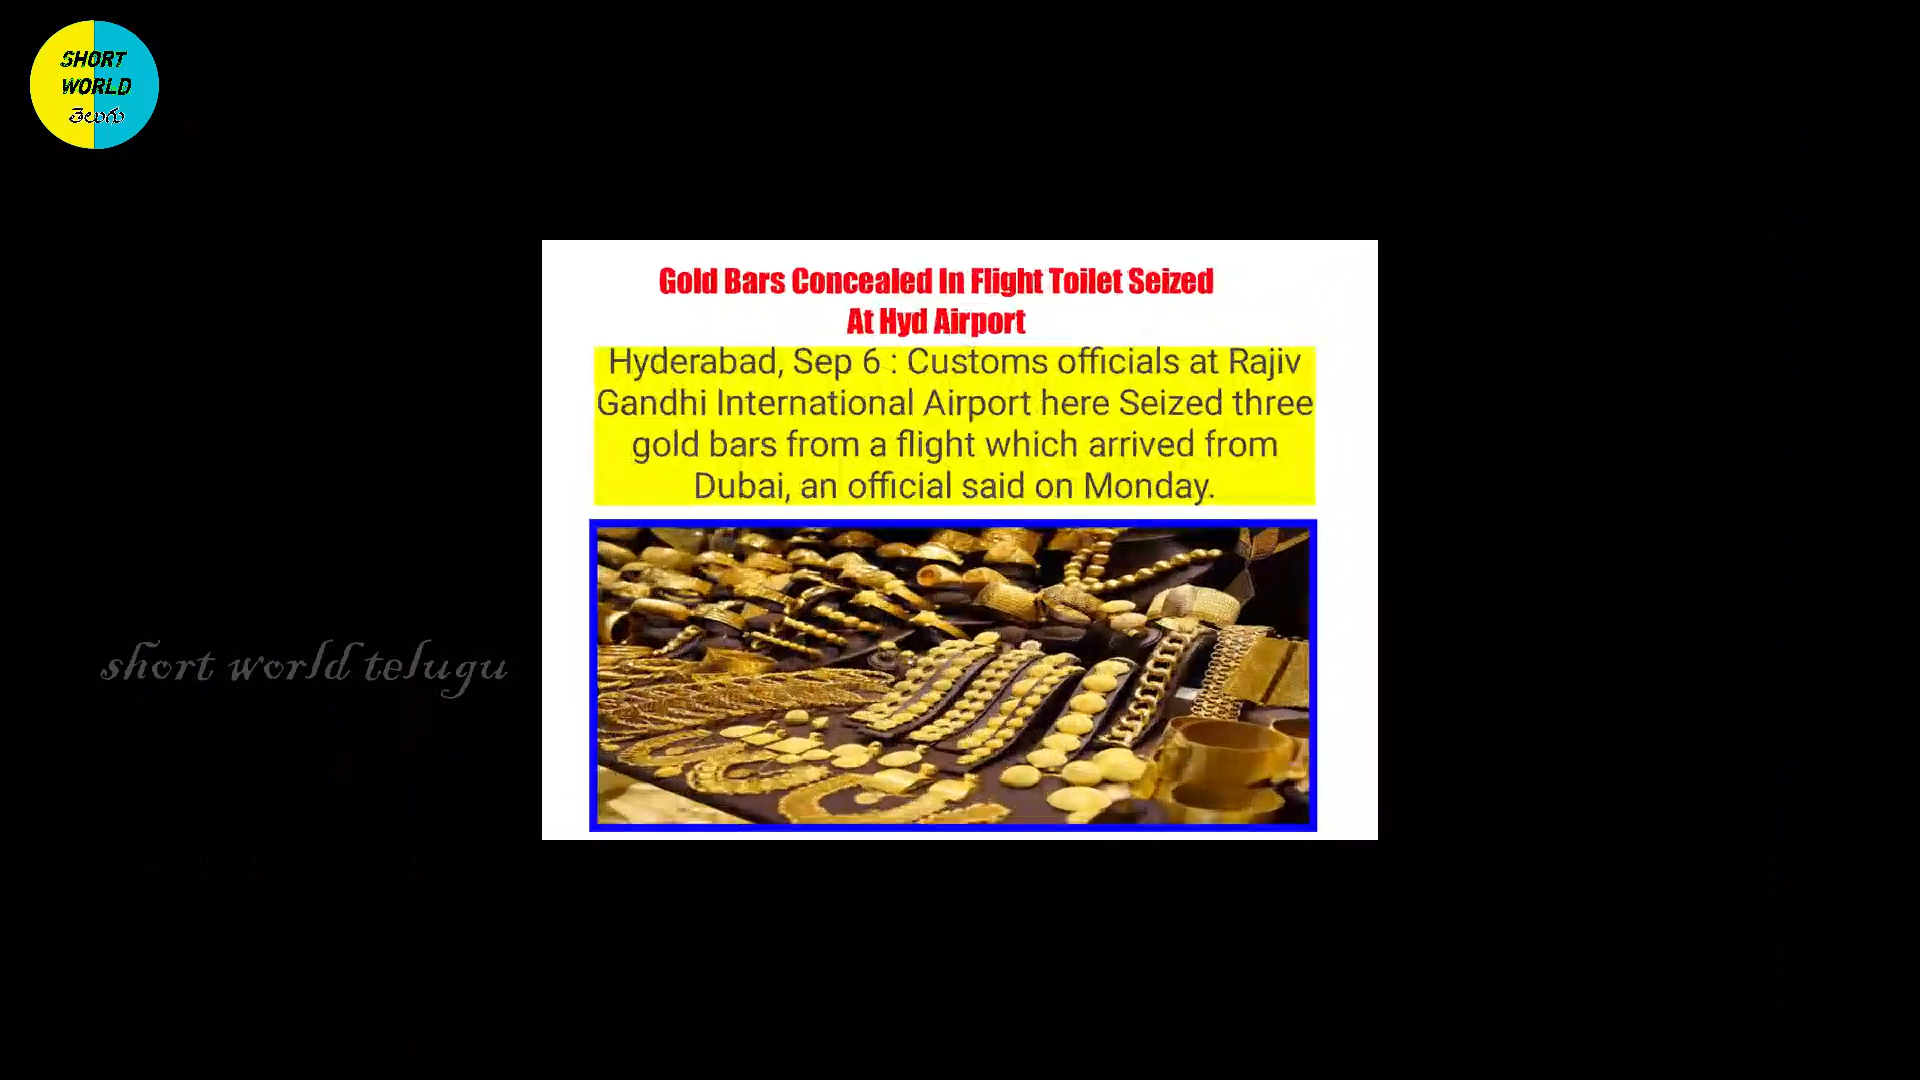 SHORT
WORLD
తెలుగు
Gold Bars Concealed In Flight Toilet Seized
At Hyd Airport
Hyderabad, Sep 6 : Customs officials at Rajiv
Gandhi International Airport here Seized three
gold bars from a flight which arrived from
Dubai, an official said on Monday.
short world telugu